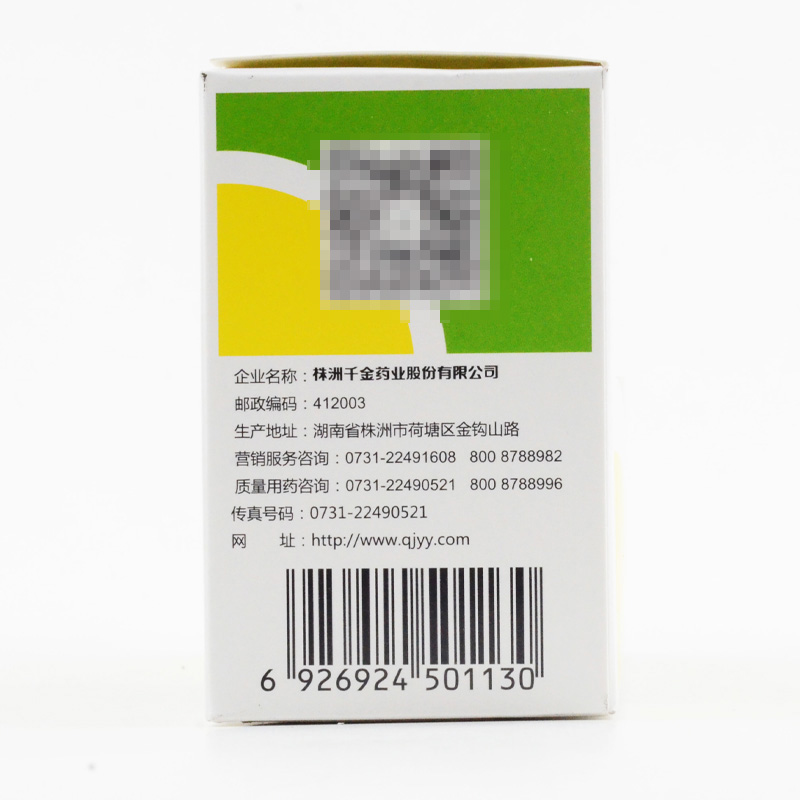 企业名称：株洲千金药业股份有限公司
邮政编码：412003
生产地址：湖南省株洲市荷塘区金钩山路
营销服务咨询：0731-22491608 800 8788982
质量用药咨询：0731-22490521 800 8788996
传真号码：0731-22490521
网 址：http://www.qjyy.com
6 926924 501130